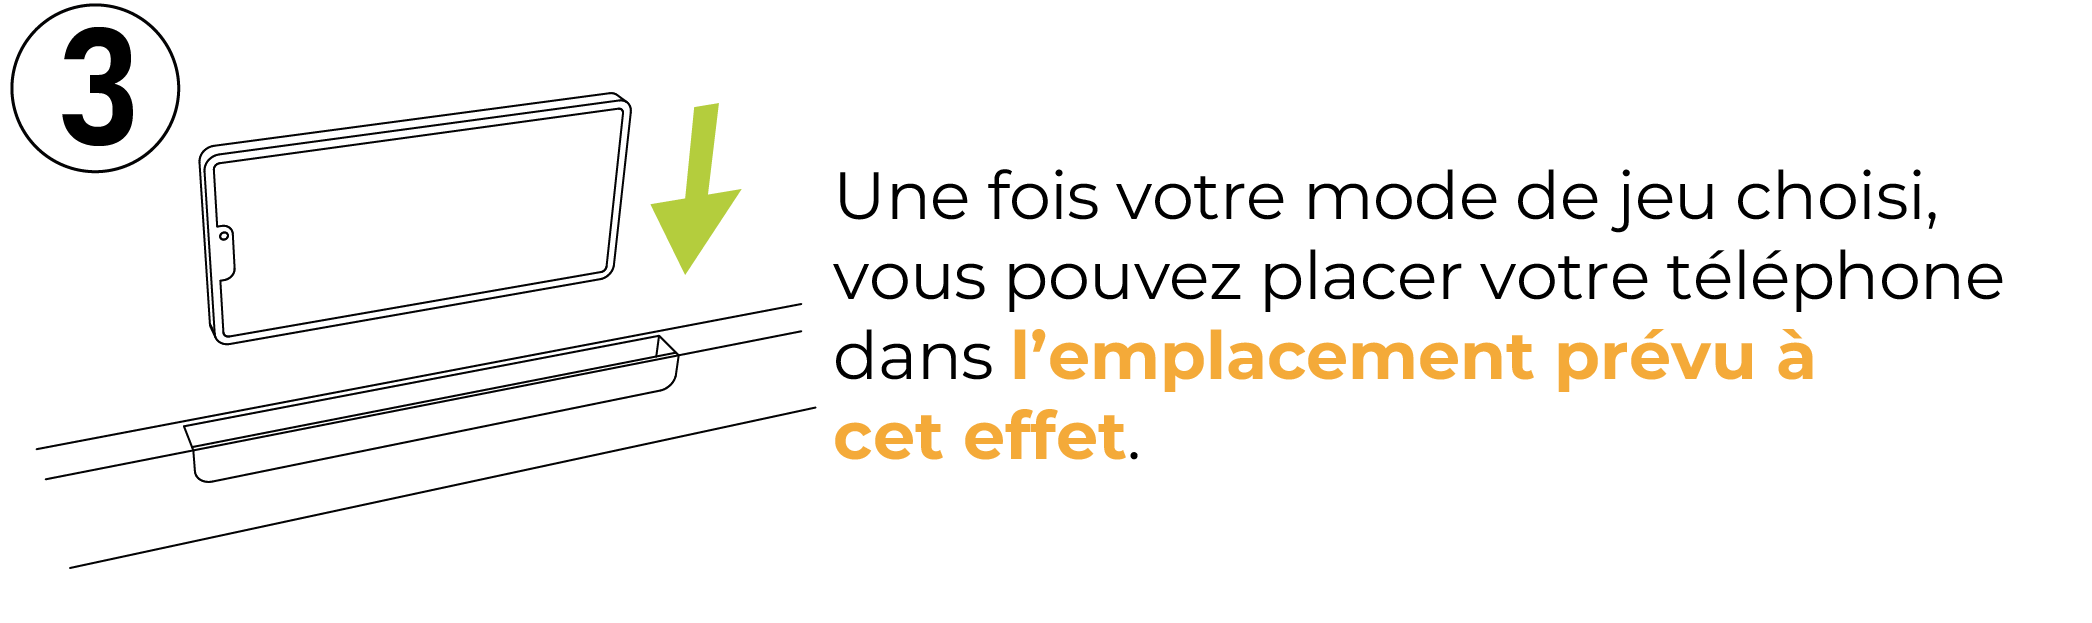 3
Une fois votre mode de jeu choisi,
vous pouvez placer votre téléphone
dans l’emplacement prévu à
cet effet.